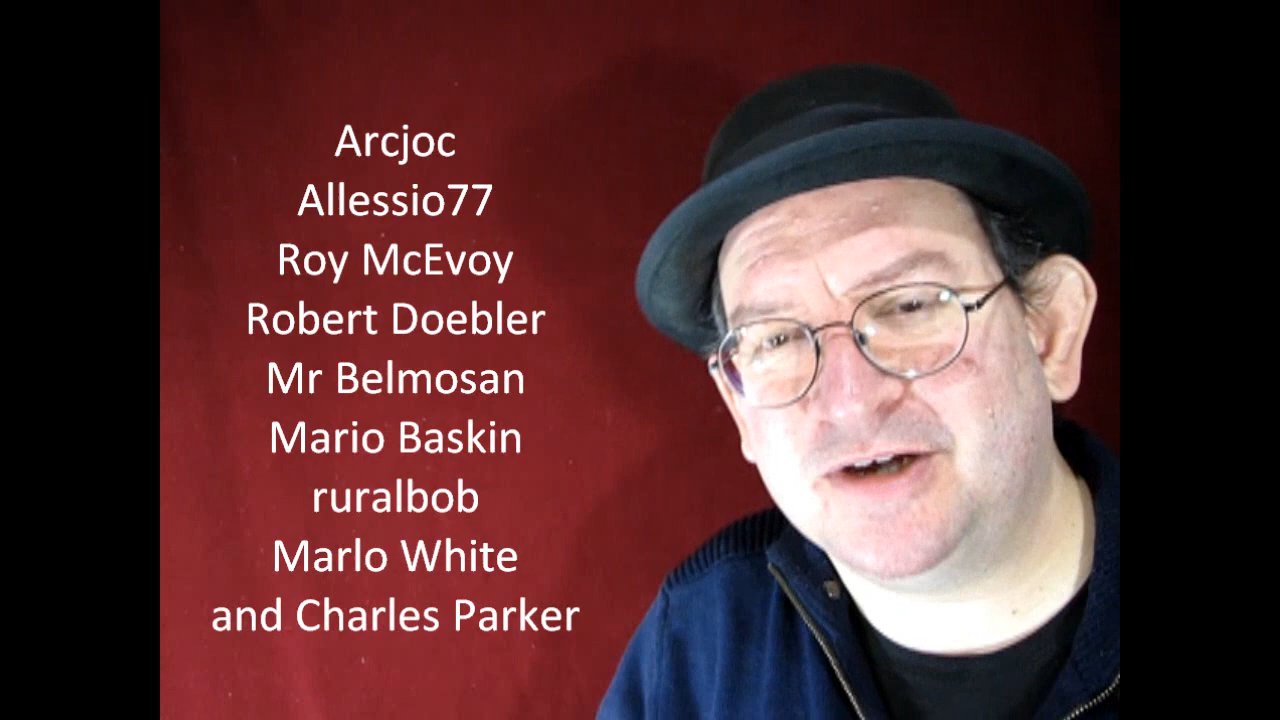 Arcjoc
Allessio77
Roy McEvoy
Robert Doebler
Mr Belmosan
Mario Baskin
ruralbob
Marlo White
and Charles Parker